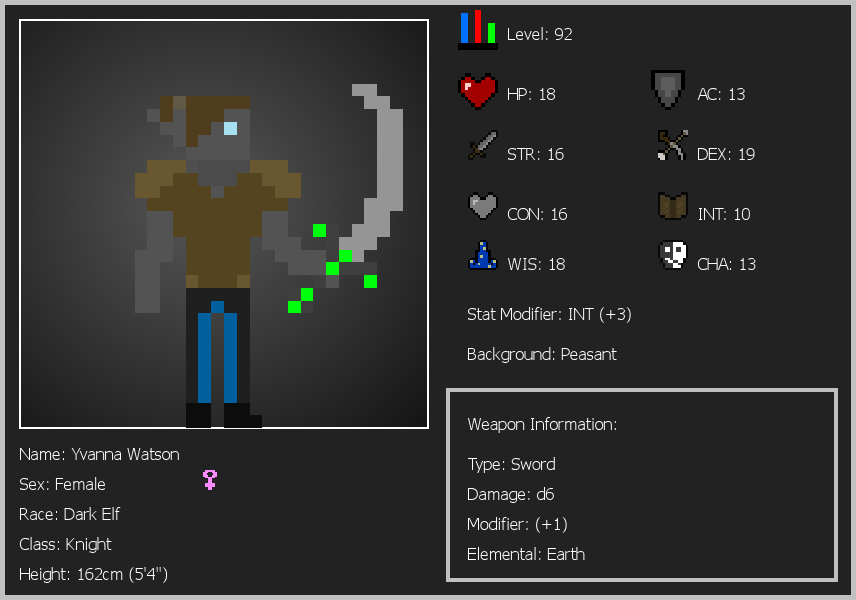 Level: 92
HP: 18
AC: 13
STR: 16
DEX: 19
CON: 16
INT: 10
WIS: 18
CHA: 13
Stat Modifier: INT (+3)
Background: Peasant
Weapon Information:
Type: Sword
Damage: d6
Modifier: (+1)
Elemental: Earth
Name: Yvanna Watson
Sex: Female
Race: Dark Elf
Class: Knight
Height: 162cm (5'4")